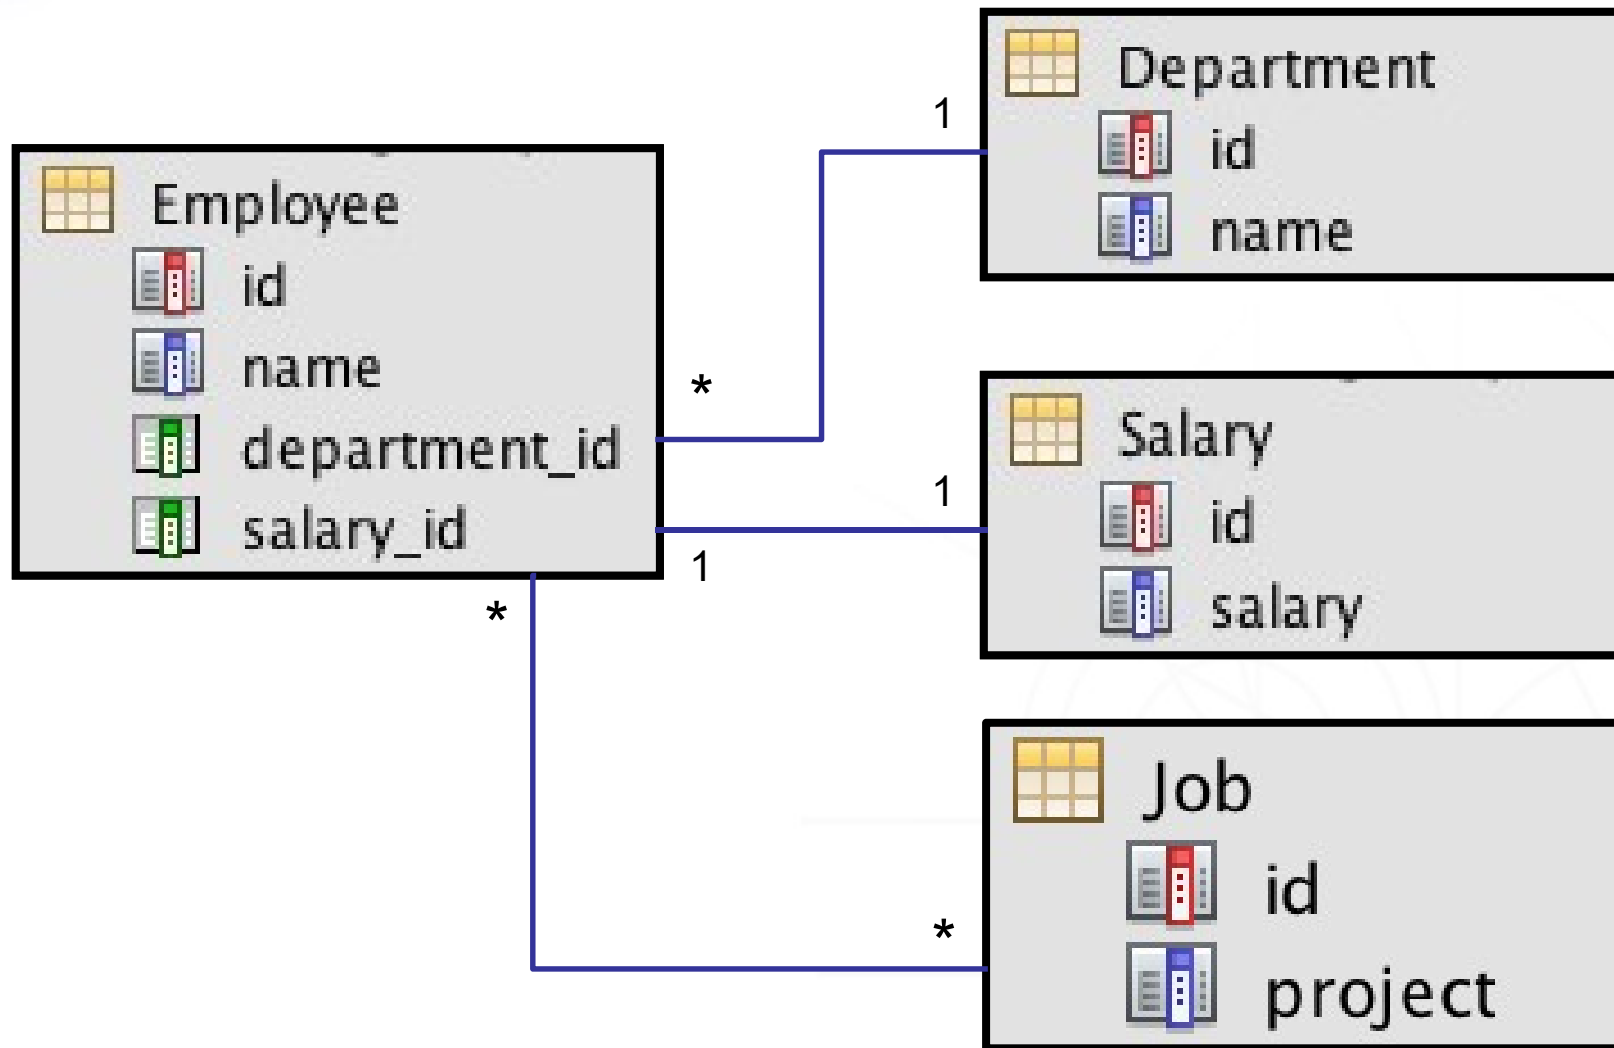 Employee
id
name
department_id
salary_id
*
1
*
1
Department
id
name
1
Salary
id
salary
*
Job
id
project